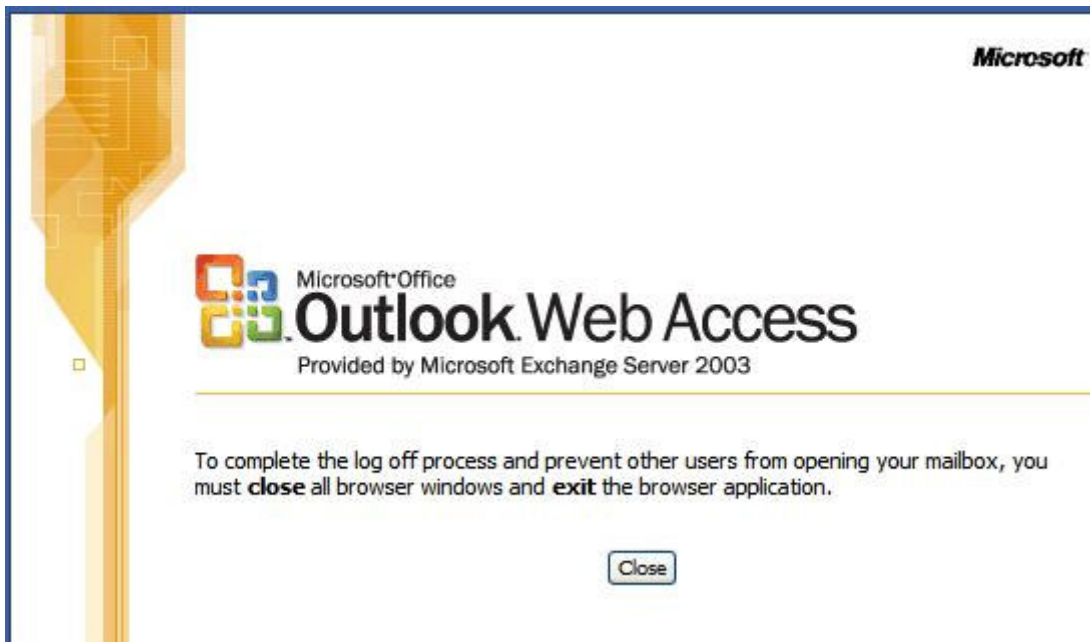 Microsoft
Microsoft Office
Outlook Web Access
Provided by Microsoft Exchange Server 2003
To complete the log off process and prevent other users from opening your mailbox, you
must close all browser windows and exit the browser application.
Close